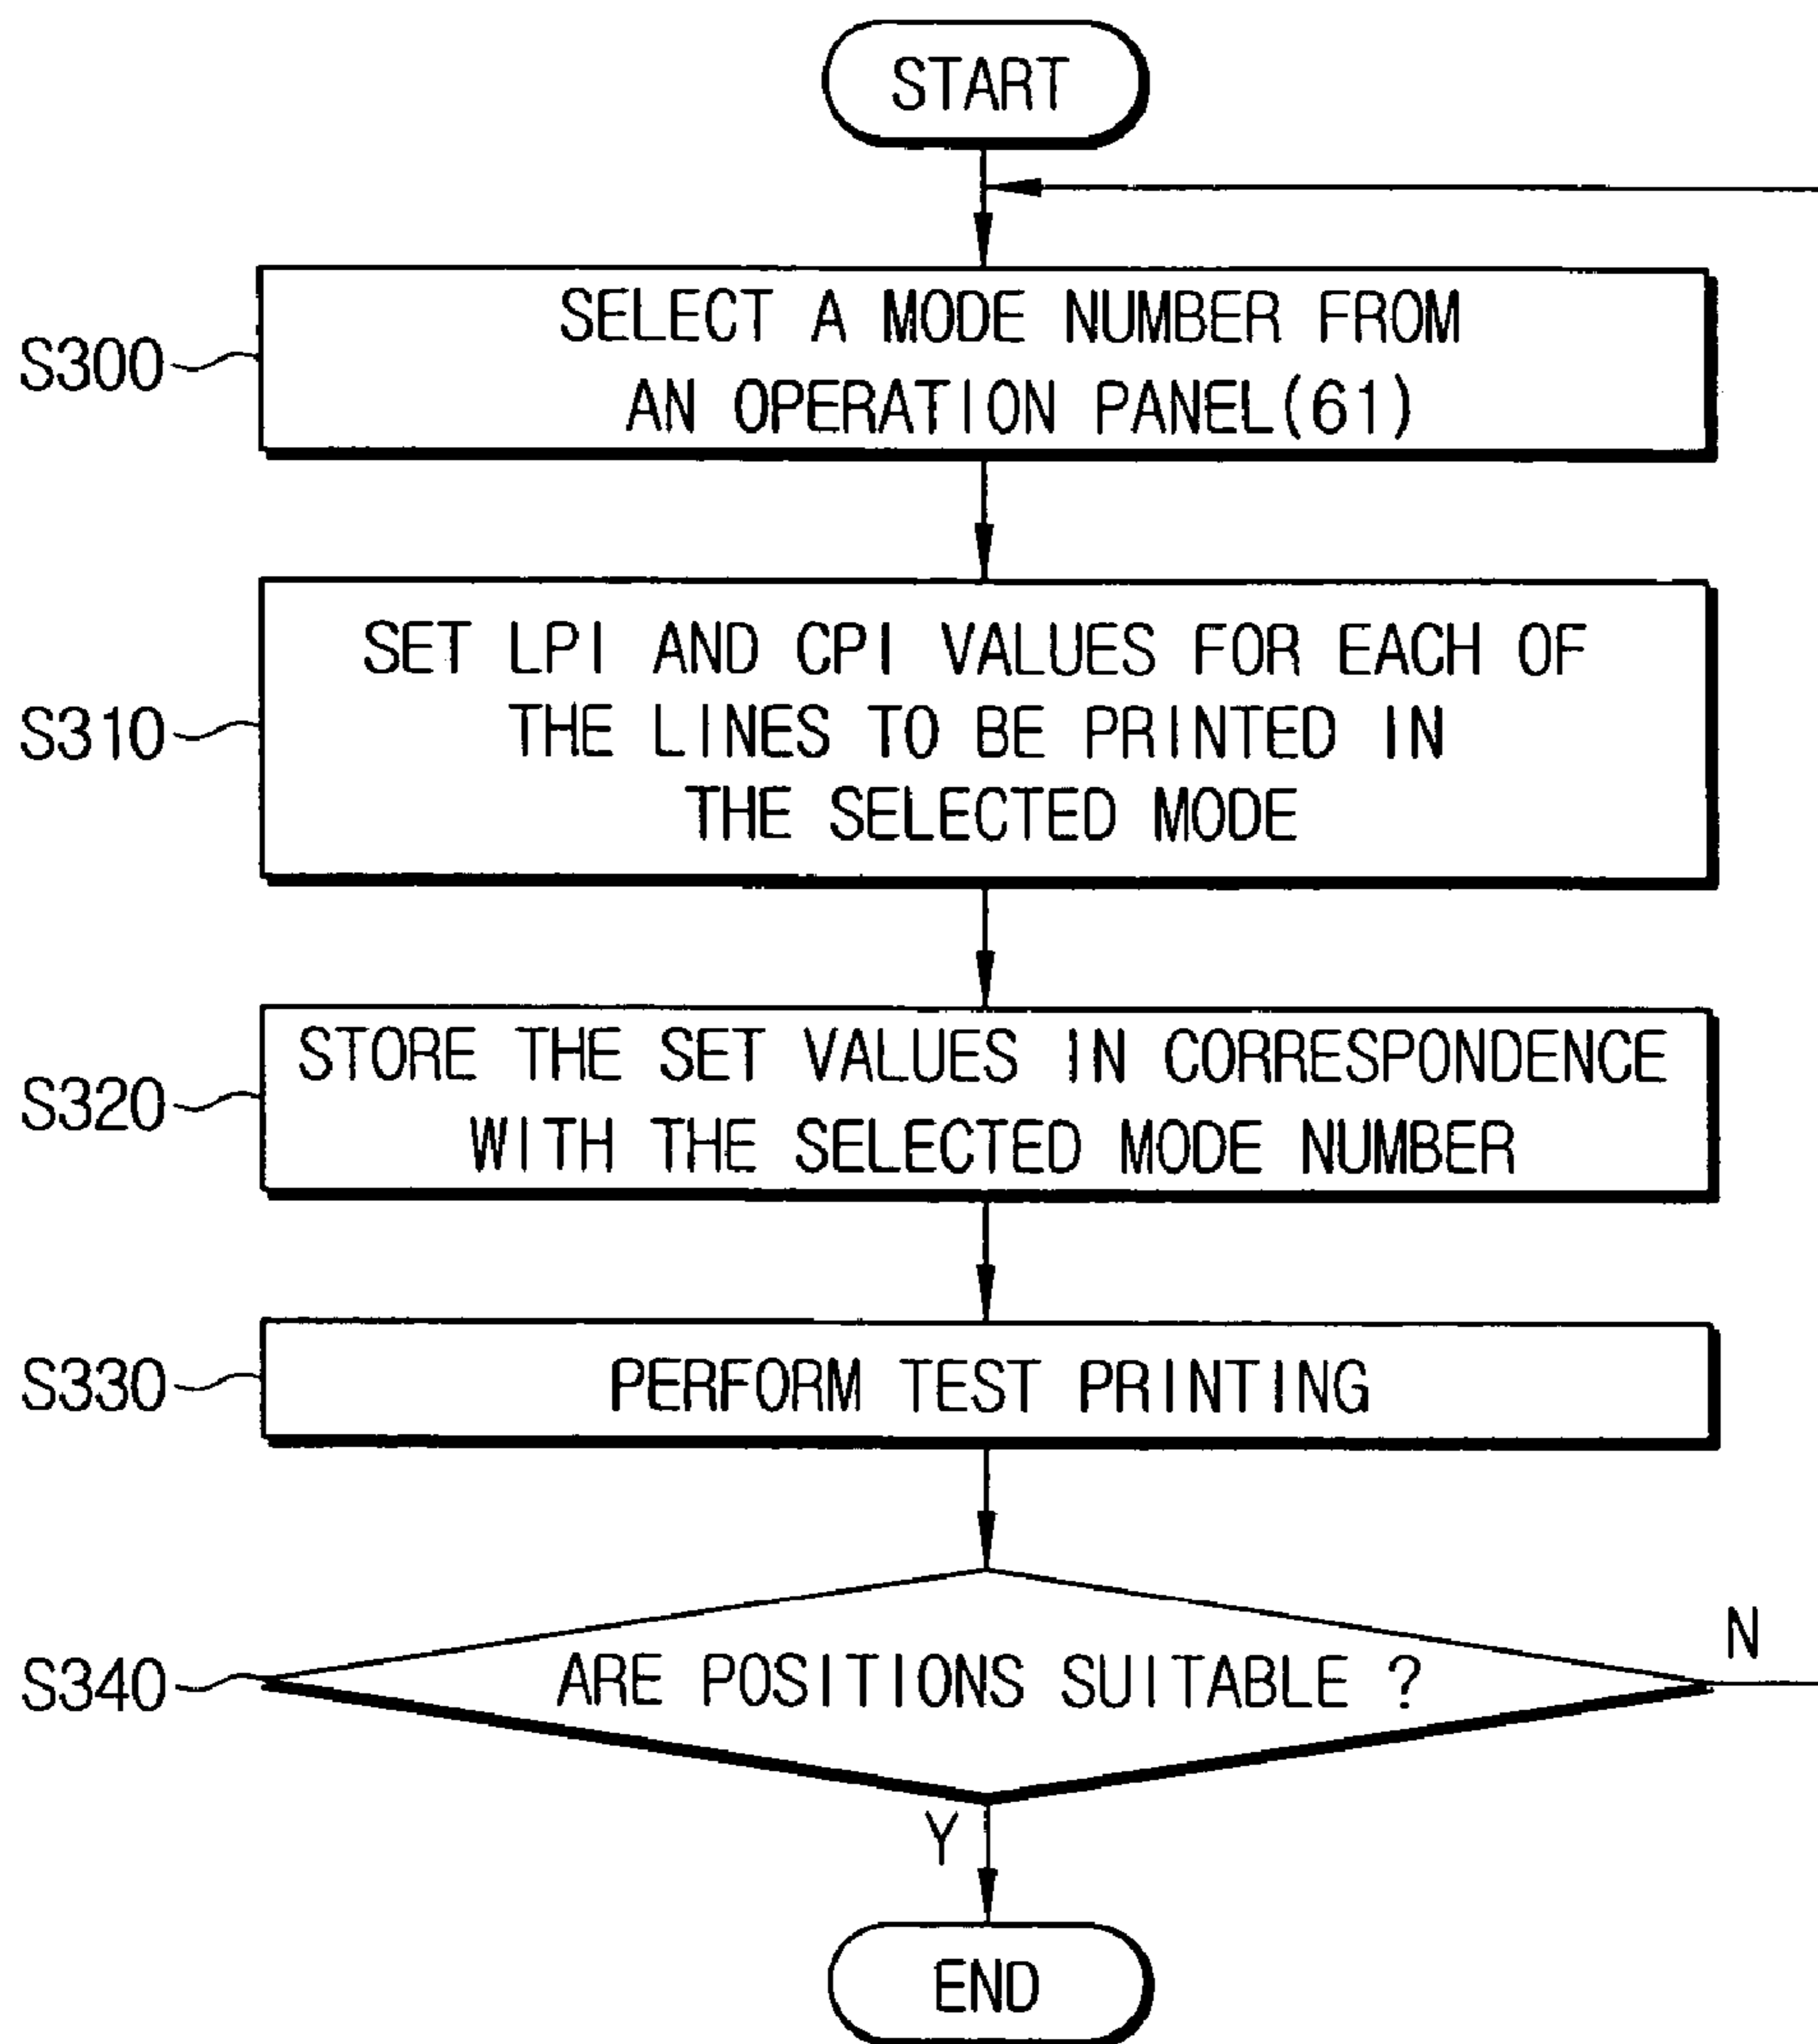 START
S300
SELECT A MODE NUMBER FROM
AN OPERATION PANEL(61)
S310
SET LPI AND CPI VALUES FOR EACH OF
THE LINES TO BE PRINTED IN
THE SELECTED MODE
S320
STORE THE SET VALUES IN CORRESPONDENCE
WITH THE SELECTED MODE NUMBER
S330
PERFORM TEST PRINTING
S340
ARE POSITIONS SUITABLE ?
N
Y
END